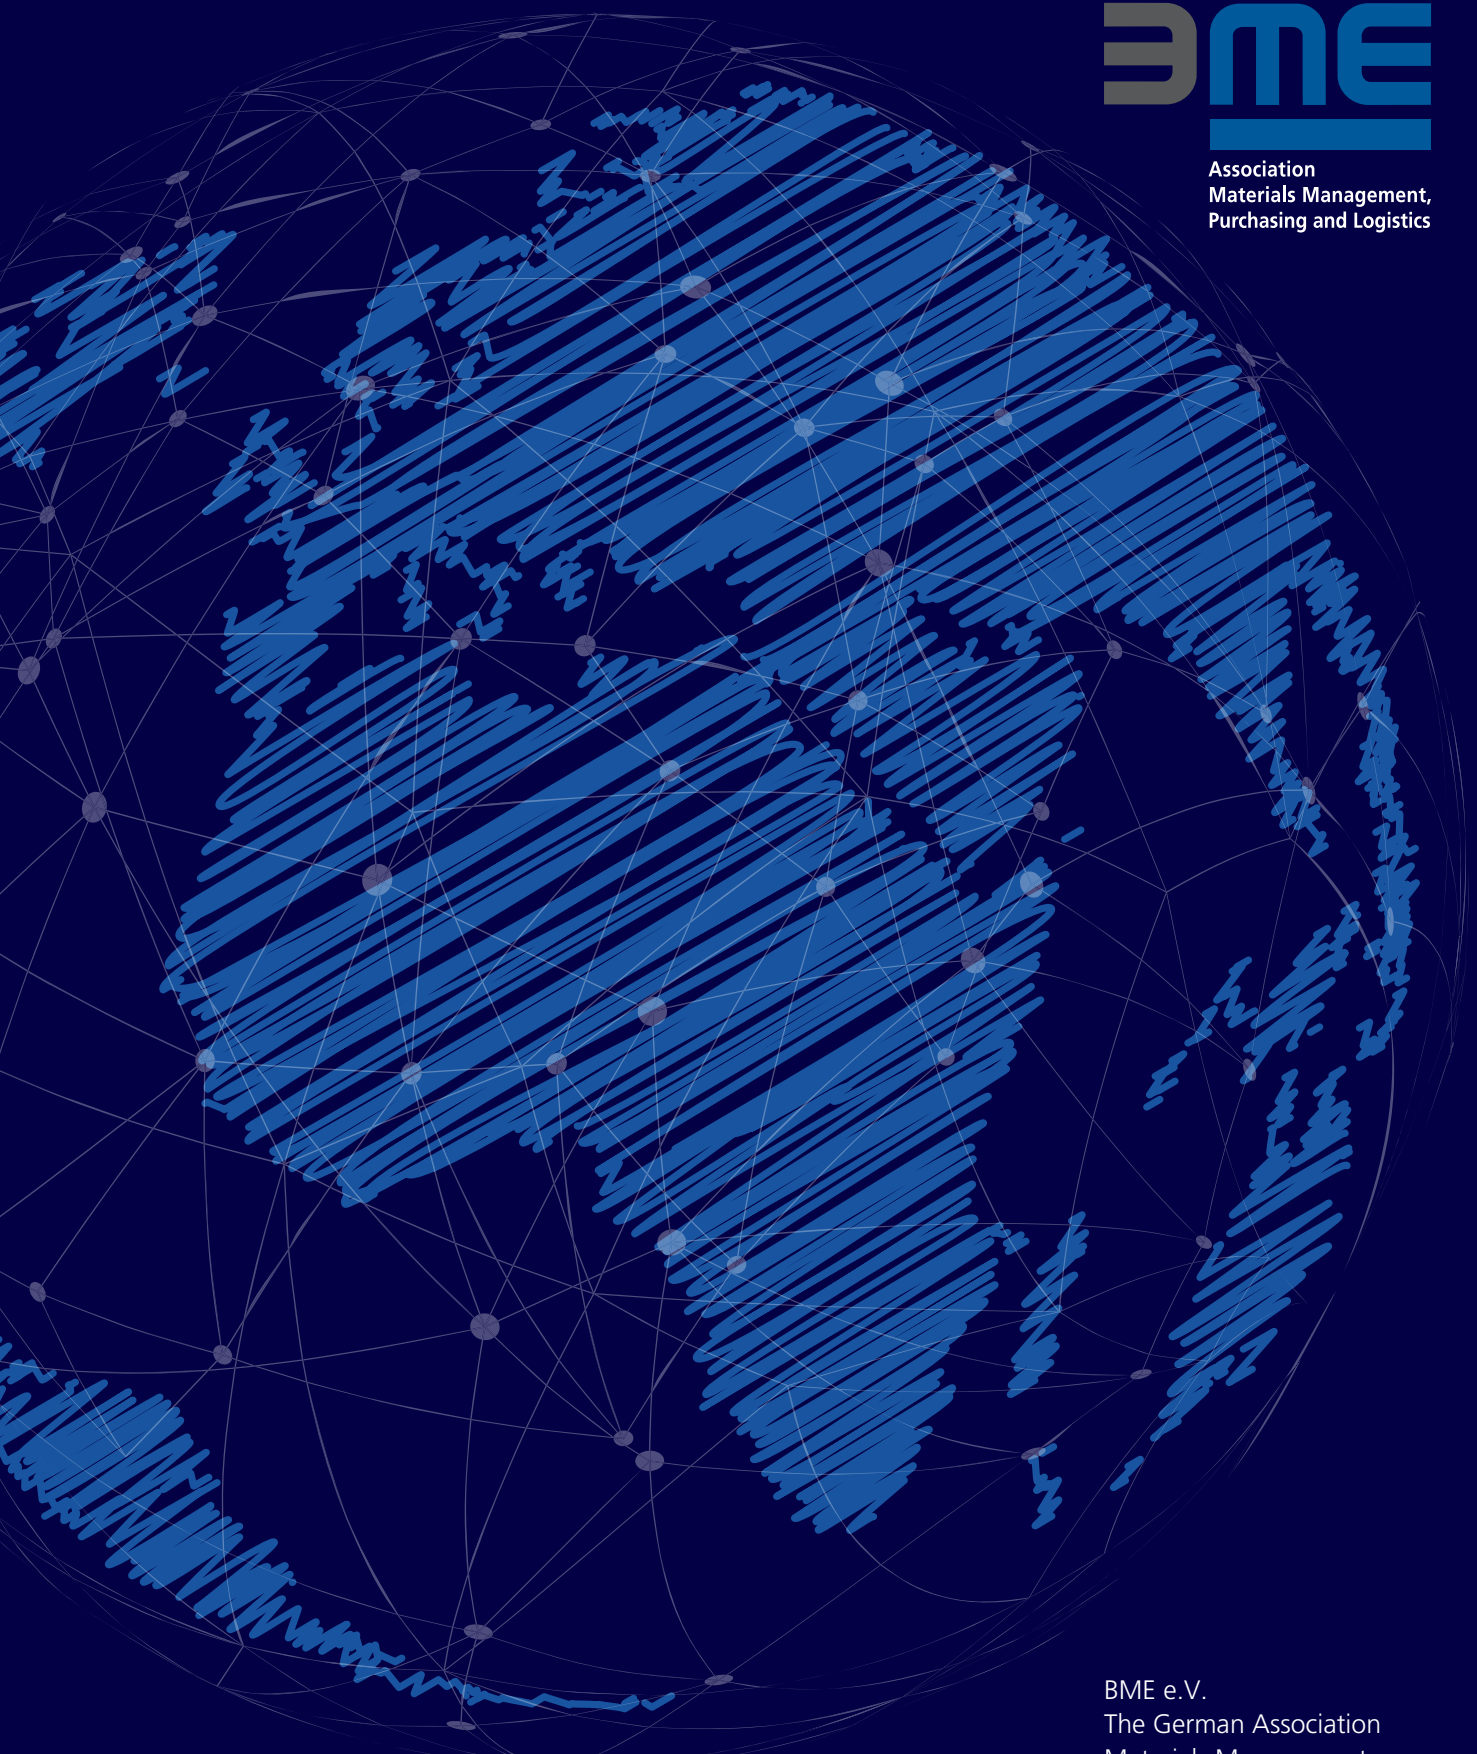 BME
Association
Materials Management,
Purchasing and Logistics
BME e.V.
The German Association